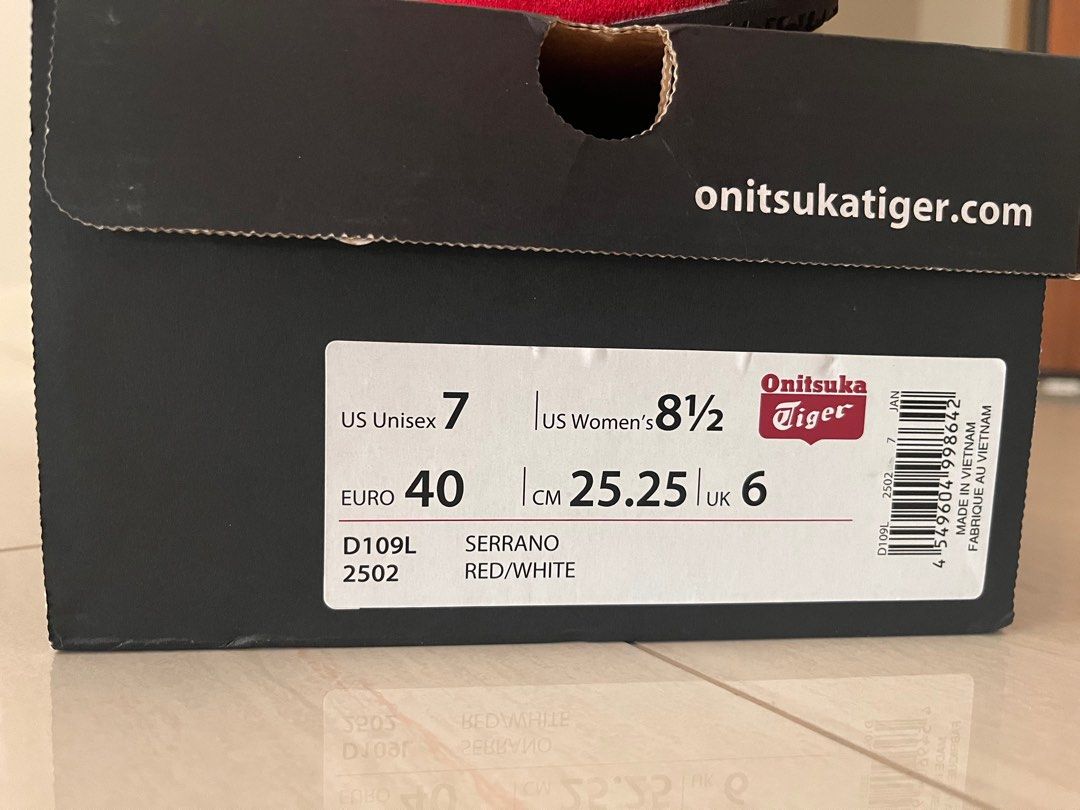 onitsukatiger.com
US Unisex 7 US Women's 8½
Onitsuka
Tiger
EURO 40 CM 25.25 UK 6
D109L SERRANO
2502 RED/WHITE
D109L 2502 7 JAN
4 549604 998642
MADE IN VIETNAM
FABRIQUE AU VIETNAM